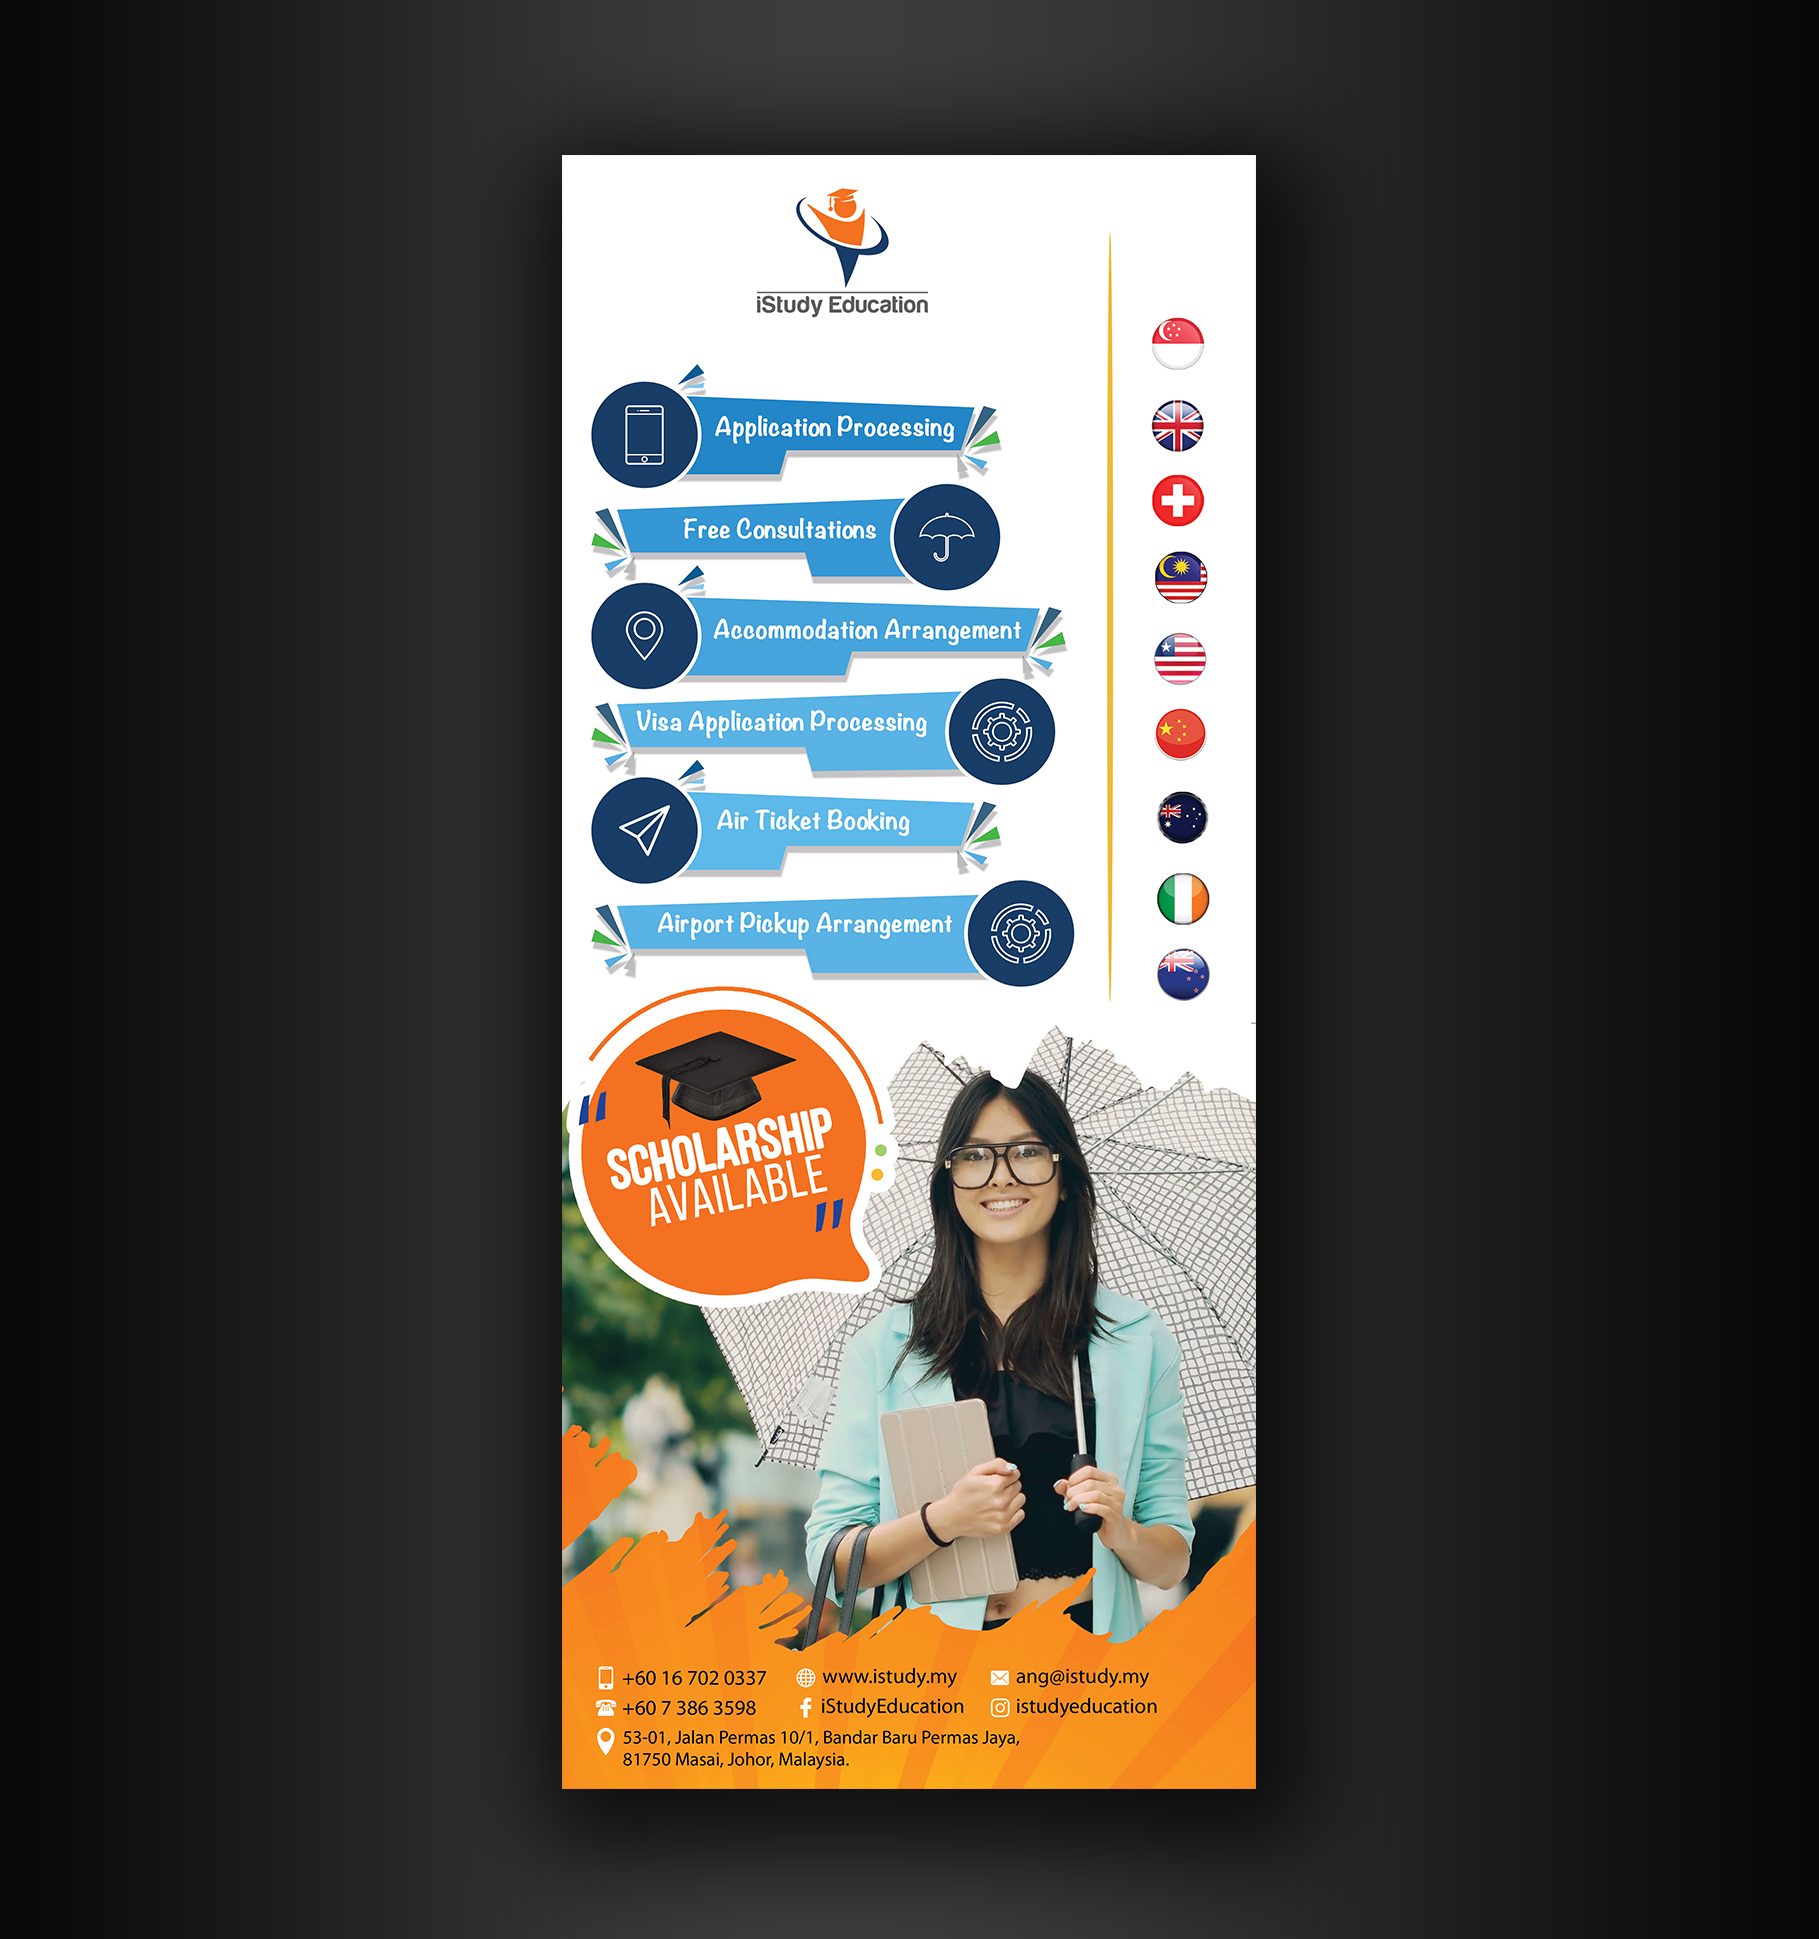 iStudy Education
Application Processing
Free Consultations
Accommodation Arrangement
Visa Application Processing
Air Ticket Booking
Airport Pickup Arrangement
"SCHOLARSHIP
AVAILABLE"
+60 16 702 0337
www.istudy.my
ang@istudy.my
+60 7 386 3598
iStudyEducation
istudyeducation
53-01, Jalan Permas 10/1, Bandar Baru Permas Jaya,
81750 Masai, Johor, Malaysia.